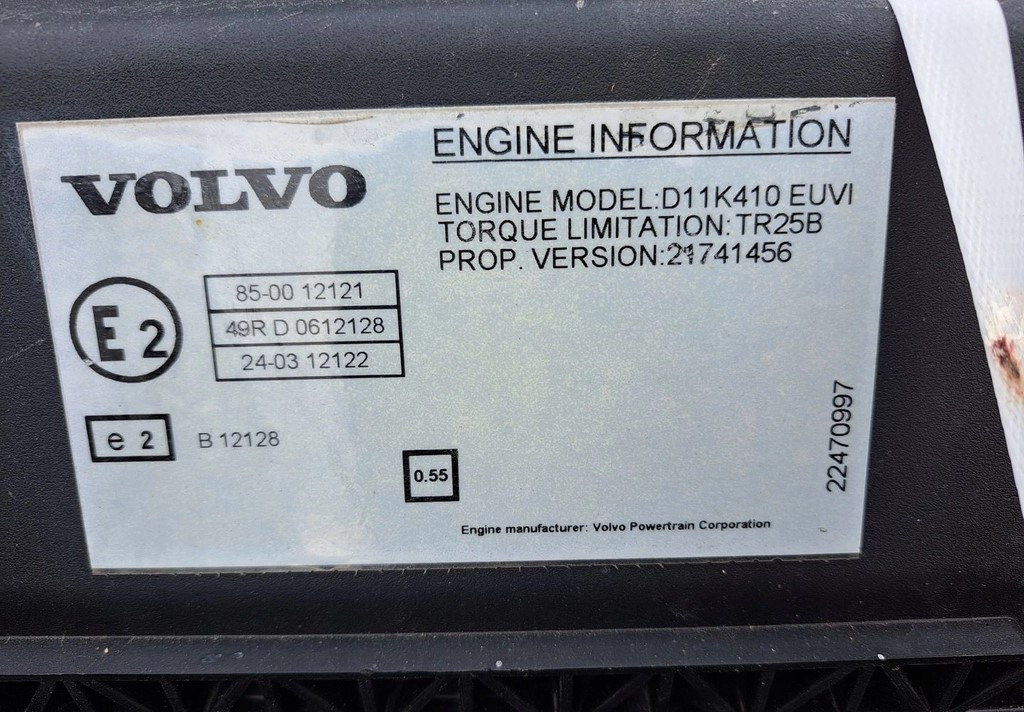 VOLVO
ENGINE INFORMATION
ENGINE MODEL:D11K410 EUVI
TORQUE LIMITATION:TR25B
PROP. VERSION:21741456
E2
85-00 12121
49R D 0612128
24-03 12122
e 2
B 12128
0.55
22470997
Engine manufacturer: Volvo Powertrain Corporation